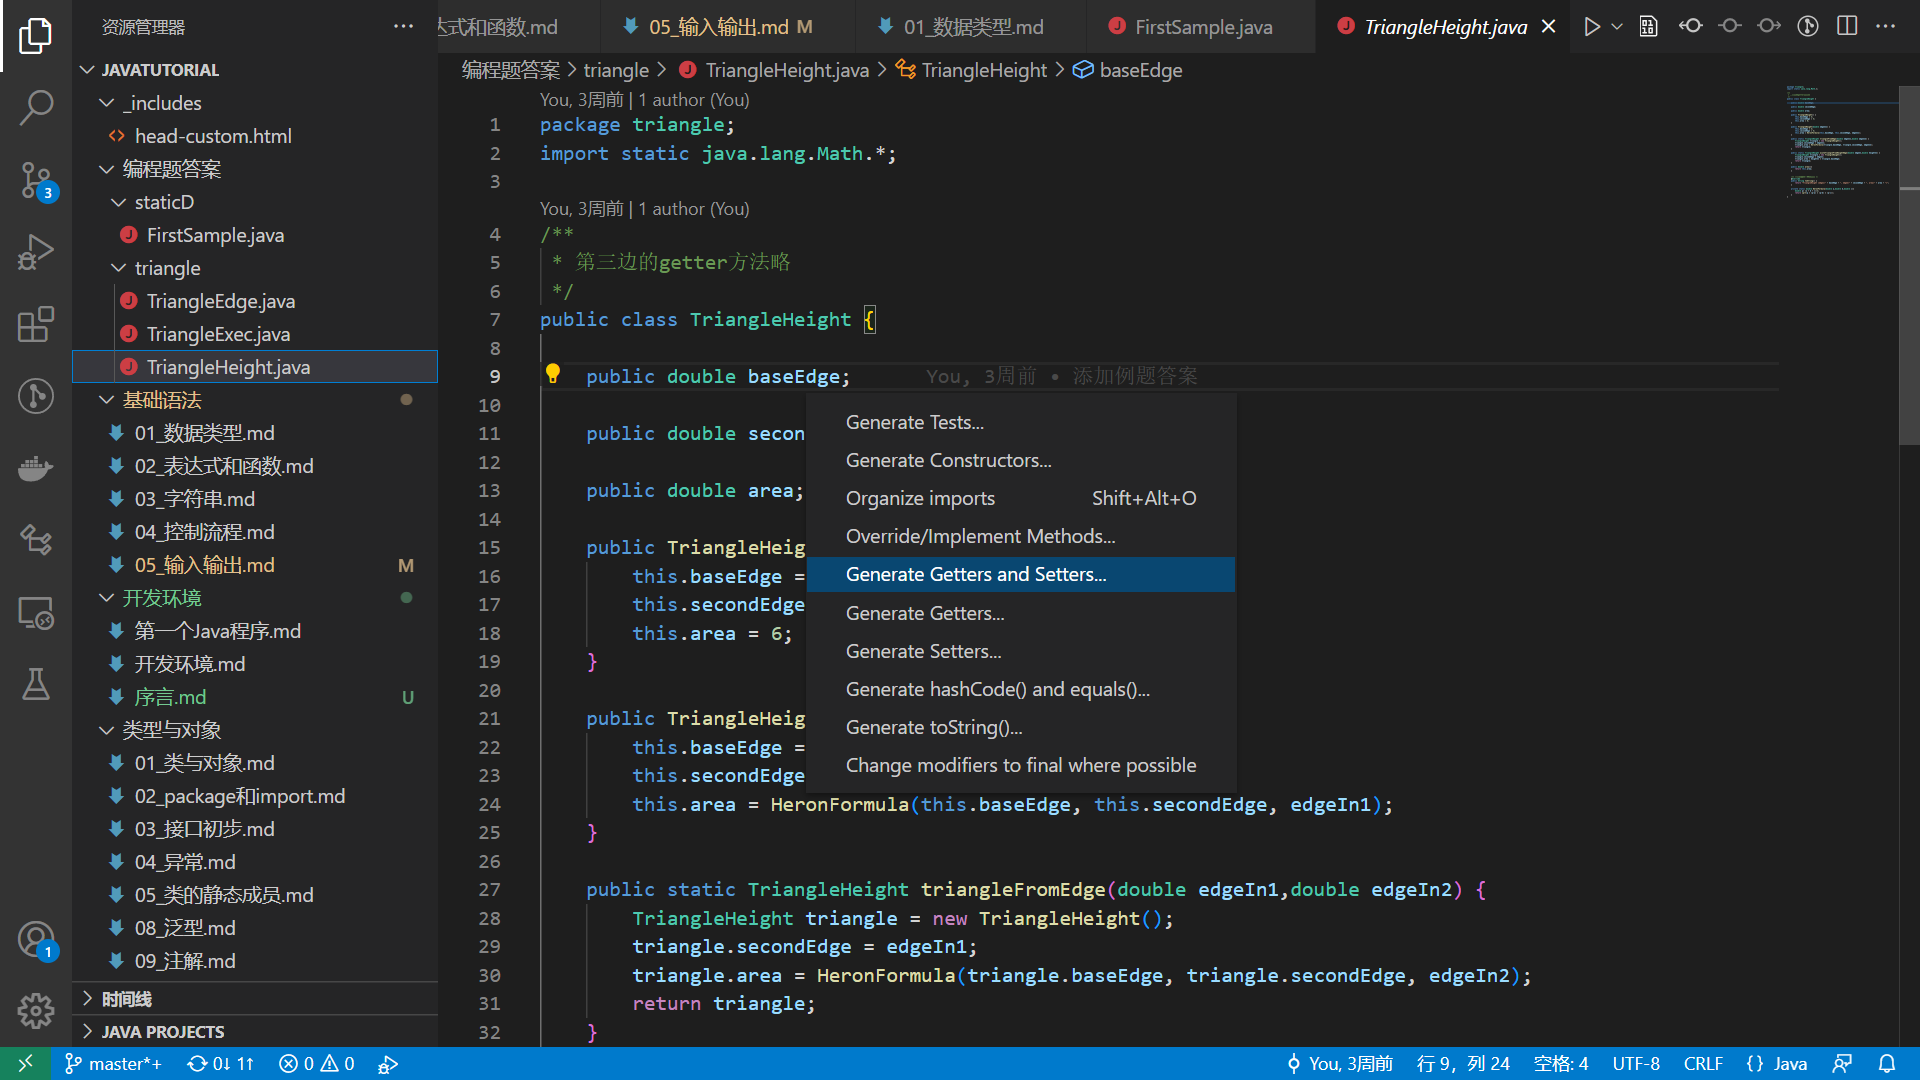 资源管理器
JAVATUTORIAL
_includes
head-custom.html
编程题答案
staticD
FirstSample.java
triangle
TriangleEdge.java
TriangleExec.java
TriangleHeight.java
基础语法
01_数据类型.md
02_表达式和函数.md
03_字符串.md
04_控制流程.md
05_输入输出.md M
开发环境
第一个Java程序.md
开发环境.md
序言.md U
类型与对象
01_类与对象.md
02_package和import.md
03_接口初步.md
04_异常.md
05_类的静态成员.md
08_泛型.md
09_注解.md
时间线
JAVA PROJECTS
3
1
达式和函数.md 05_输入输出.md M 01_数据类型.md FirstSample.java TriangleHeight.java
编程题答案 > triangle > TriangleHeight.java > TriangleHeight > baseEdge
You, 3周前 | 1 author (You)
1 package triangle;
2 import static java.lang.Math.*;
3
You, 3周前 | 1 author (You)
4 /**
5 * 第三边的getter方法略
6 */
7 public class TriangleHeight {
8
9 public double baseEdge; You, 3周前 • 添加例题答案
10
11 public double secon
12
13 public double area;
14
15 public TriangleHeig
16 this.baseEdge =
17 this.secondEdge
18 this.area = 6;
19 }
20
21 public TriangleHeig
22 this.baseEdge =
23 this.secondEdge
24 this.area = HeronFormula(this.baseEdge, this.secondEdge, edgeIn1);
25 }
26
27 public static TriangleHeight triangleFromEdge(double edgeIn1,double edgeIn2) {
28 TriangleHeight triangle = new TriangleHeight();
29 triangle.secondEdge = edgeIn1;
30 triangle.area = HeronFormula(triangle.baseEdge, triangle.secondEdge, edgeIn2);
31 return triangle;
32 }
Generate Tests...
Generate Constructors...
Organize imports Shift+Alt+O
Override/Implement Methods...
Generate Getters and Setters...
Generate Getters...
Generate Setters...
Generate hashCode() and equals()...
Generate toString()...
Change modifiers to final where possible
master*+ 0↓ 1↑ 0 0 You, 3周前 行 9，列 24 空格: 4 UTF-8 CRLF {} Java